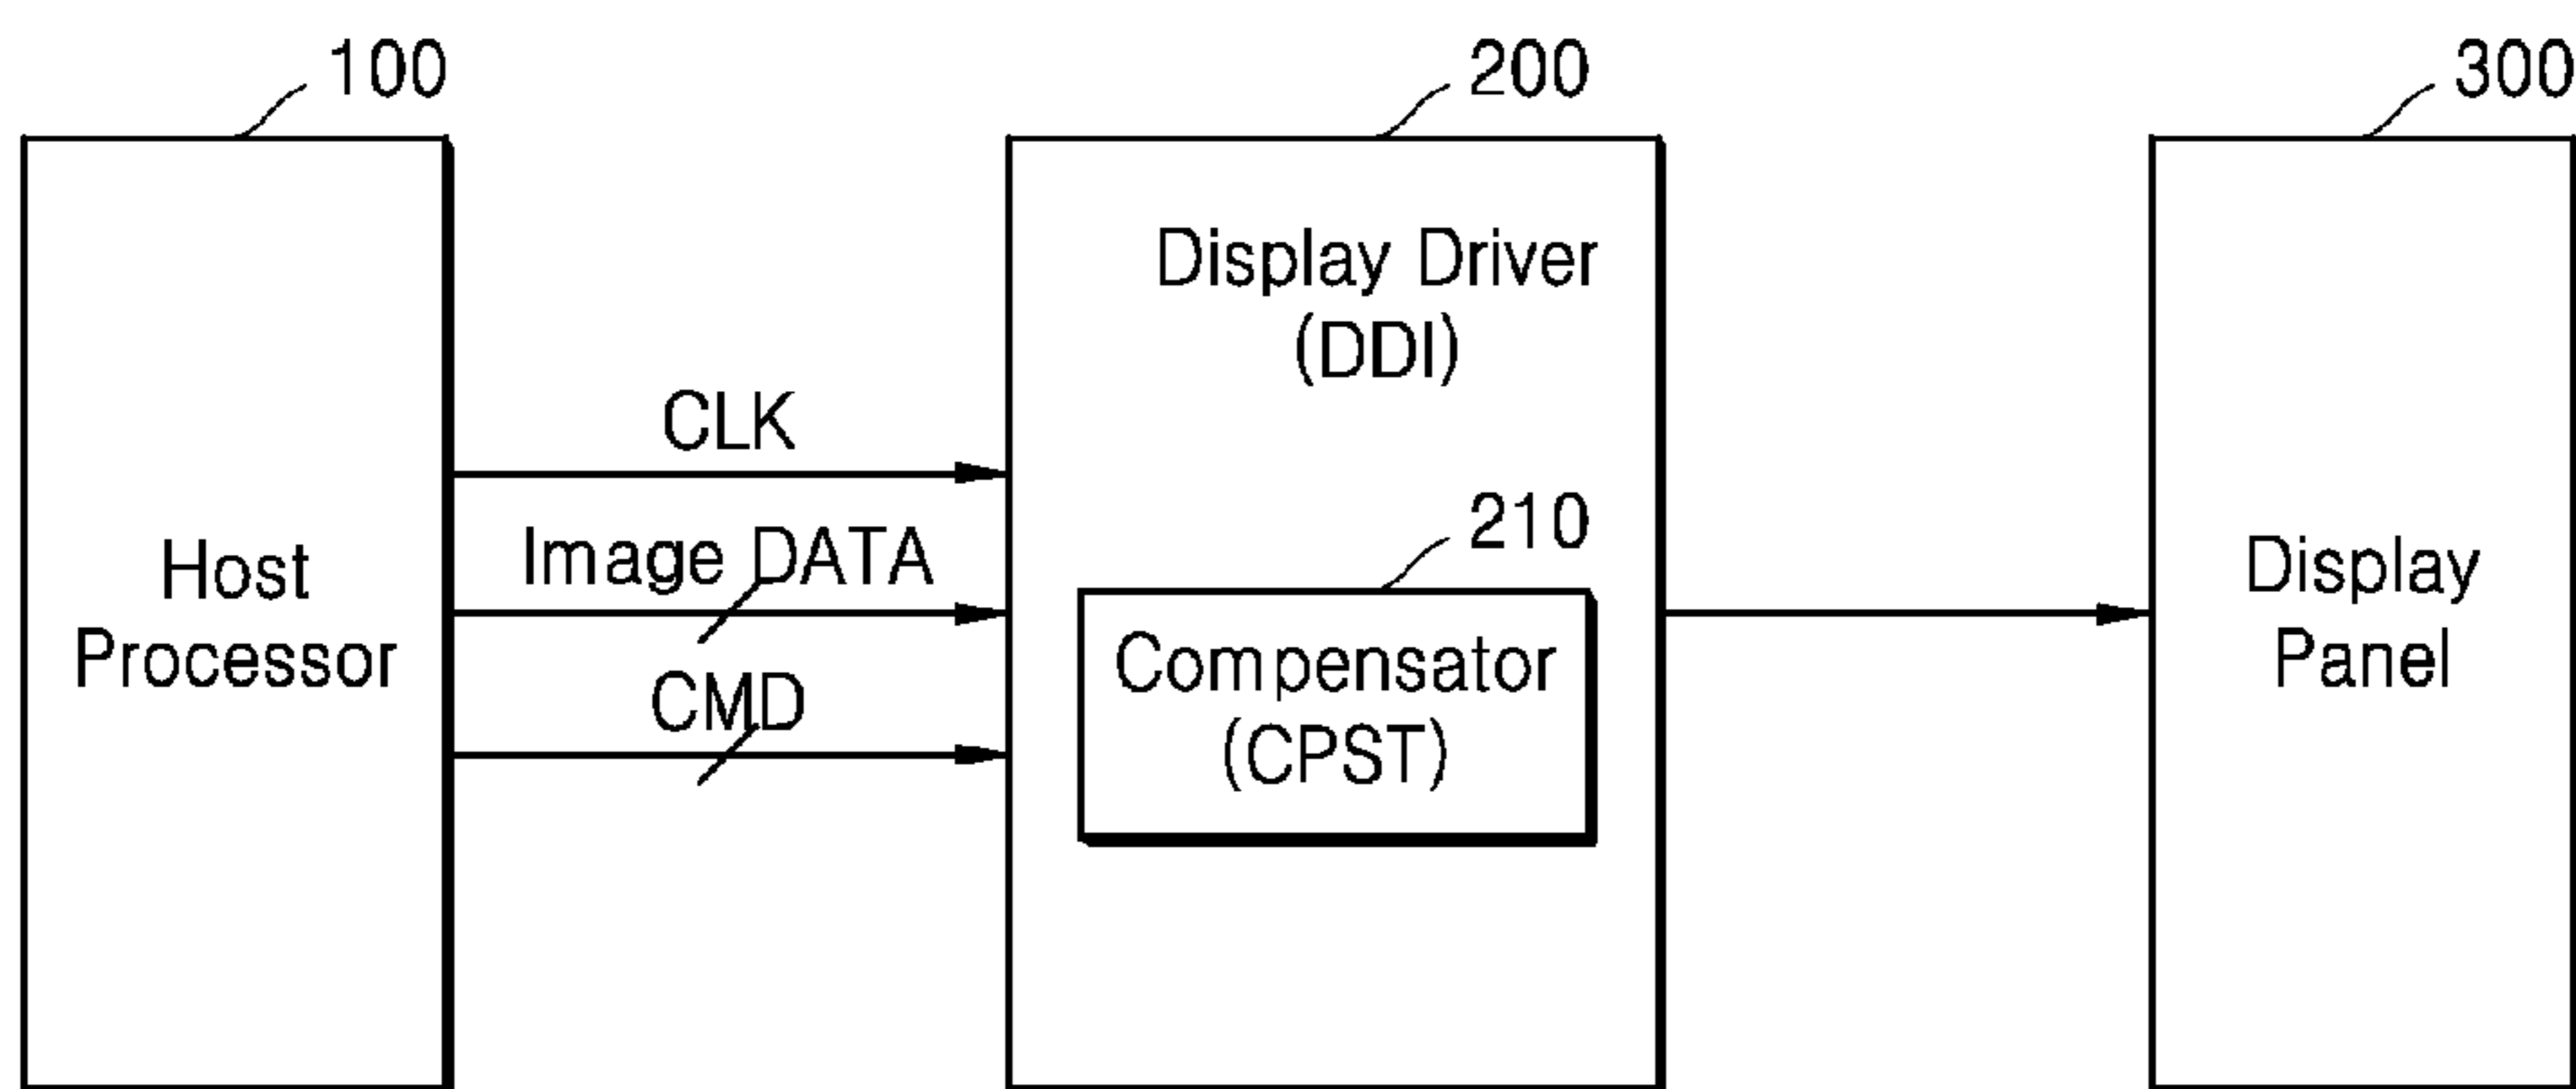 100
200
300
Host
Processor
CLK
Image DATA
CMD
Display Driver
(DDI)
210
Compensator
(CPST)
Display
Panel